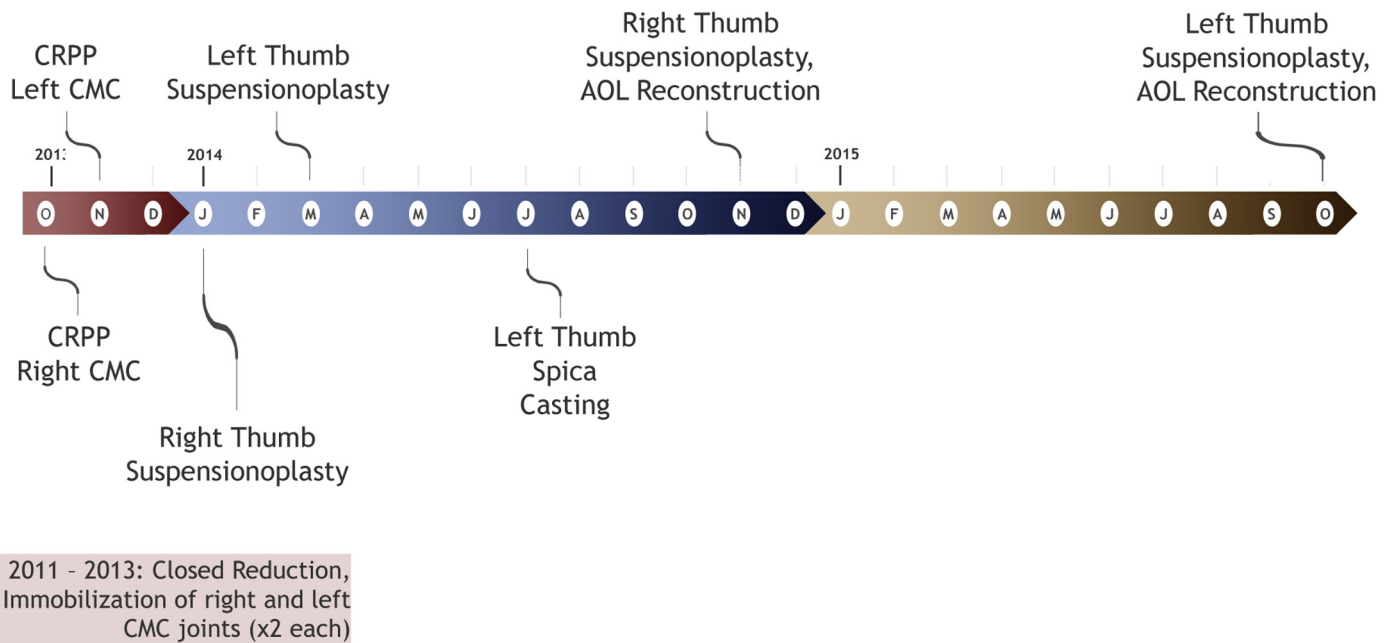 Right Thumb
Suspensionoplasty,
AOL Reconstruction
Left Thumb
Suspensionoplasty,
AOL Reconstruction
CRPP
Left CMC
Left Thumb
Suspensionoplasty
2013
2014
2015
O N D J F M A M J J A S O N D J F M A M J J A S O
CRPP
Right CMC
Left Thumb
Spica
Casting
Right Thumb
Suspensionoplasty
2011 – 2013: Closed Reduction,
Immobilization of right and left
CMC joints (x2 each)